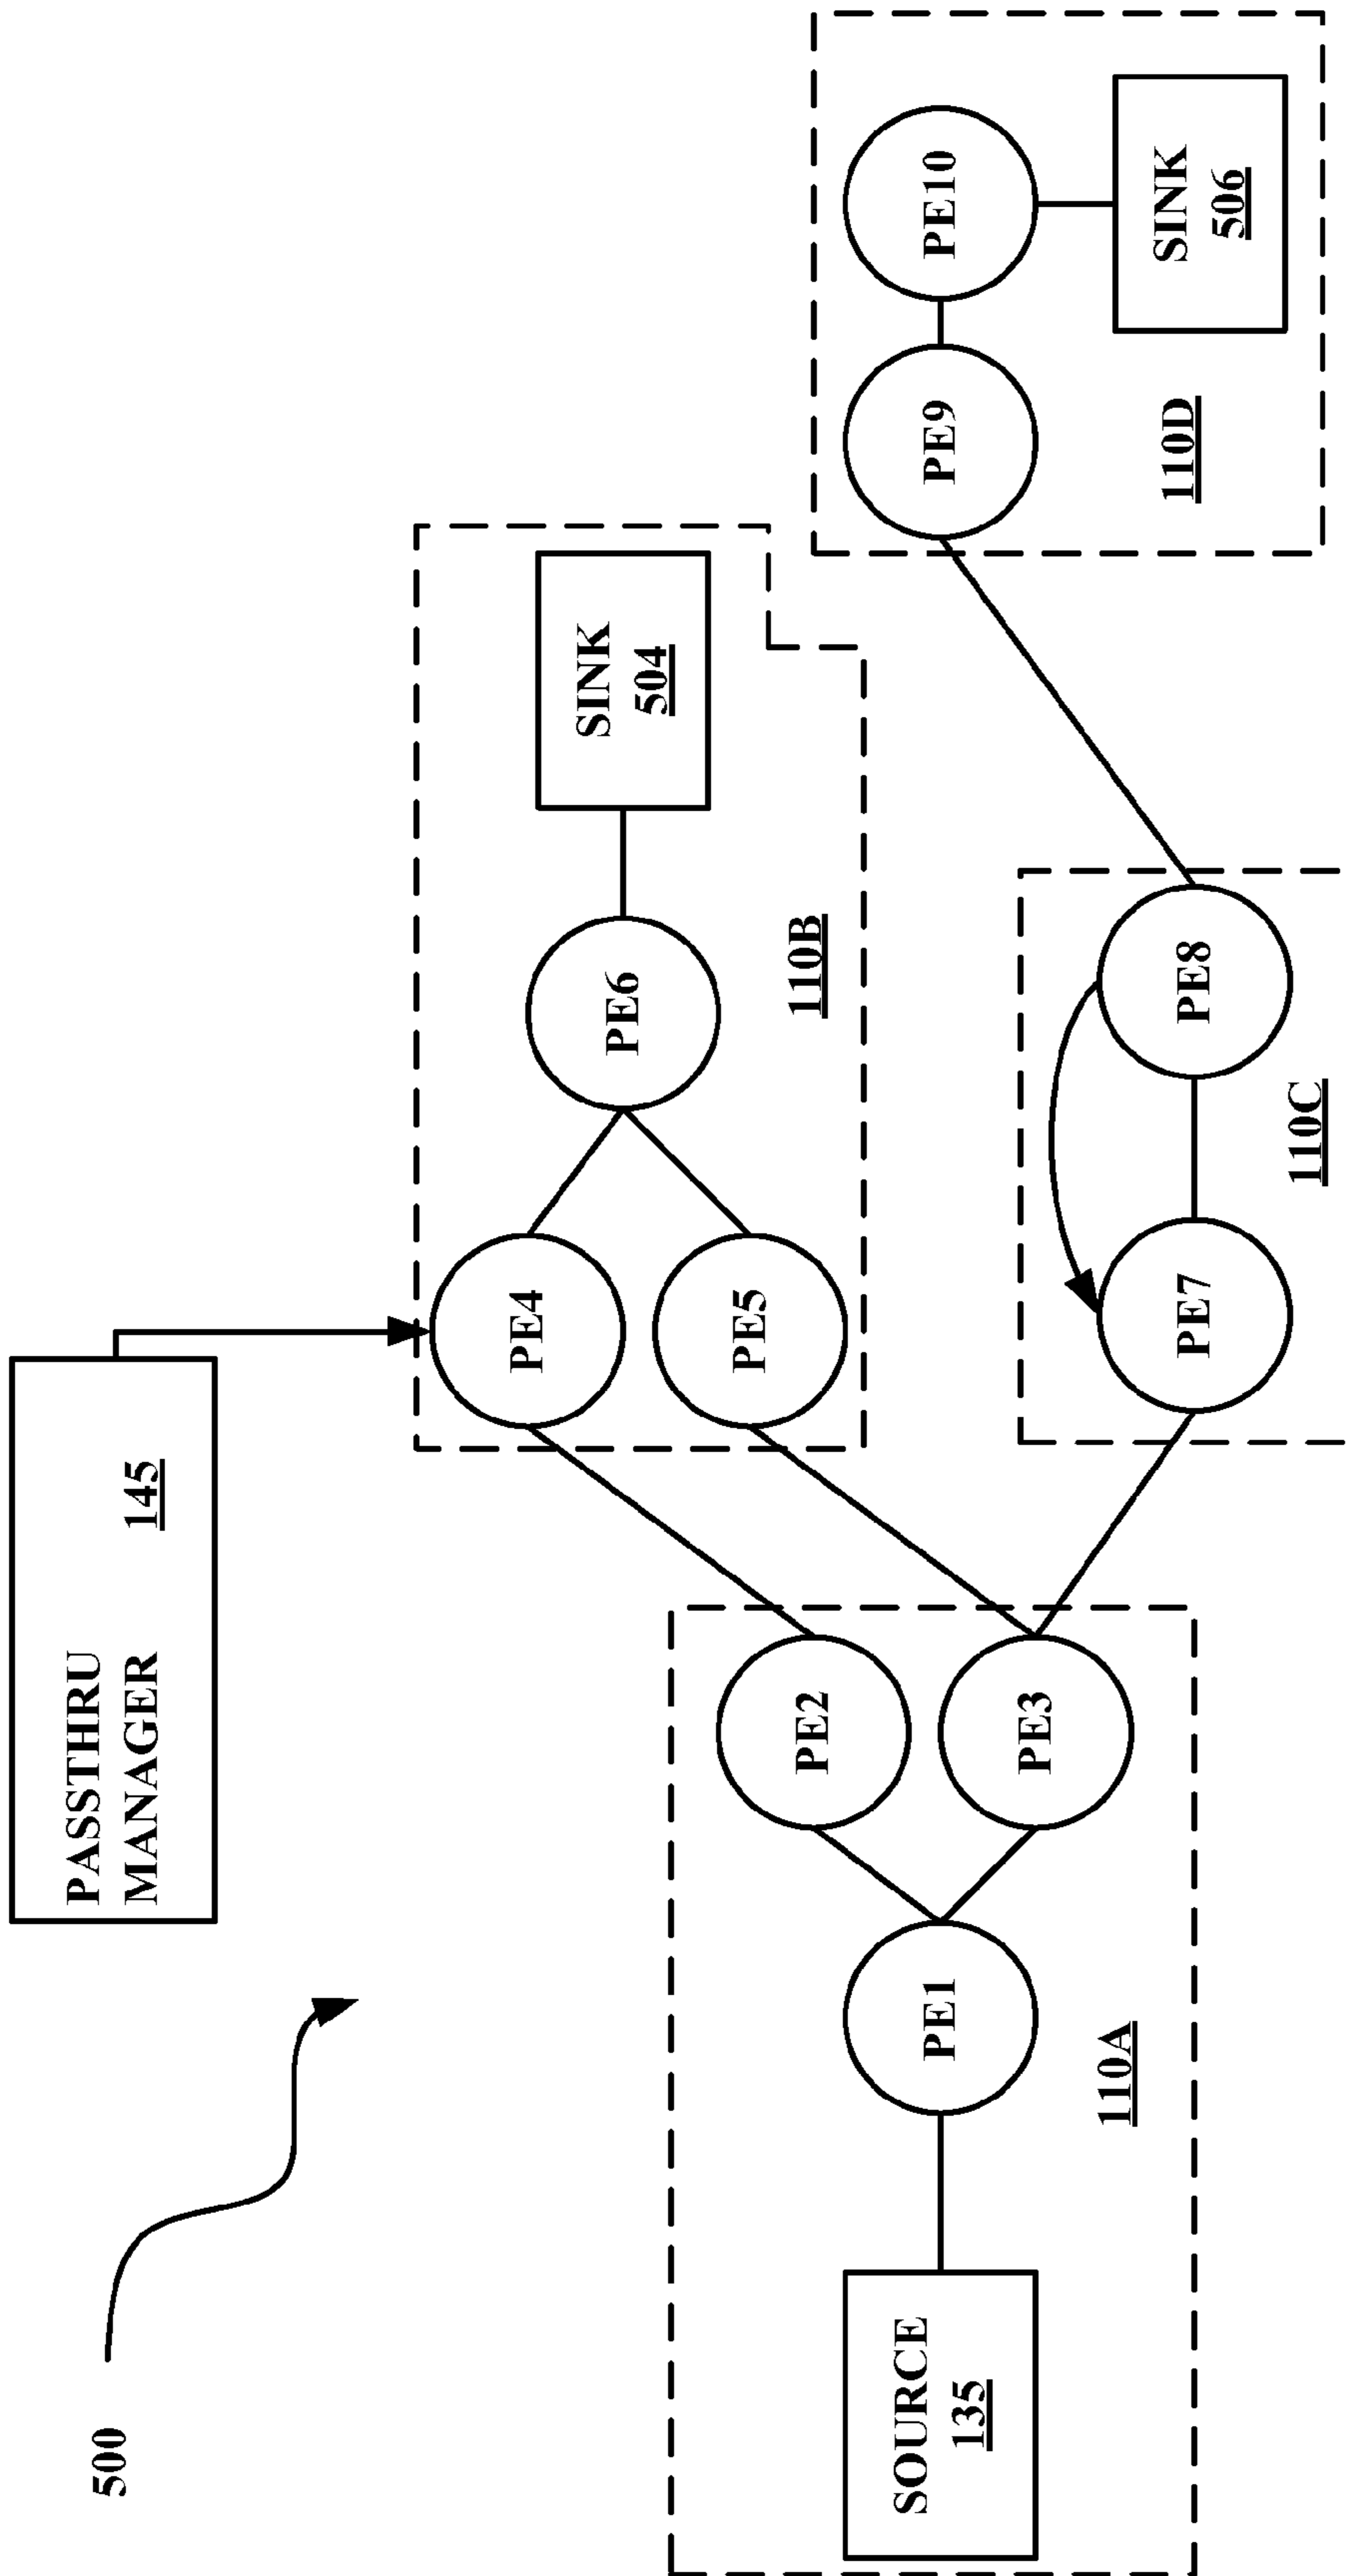 500
PASSTHRU
MANAGER 145
SOURCE
135
110A
PE1
PE2
PE3
PE4
PE5
PE6
SINK
504
110B
PE7
PE8
110C
PE9
PE10
SINK
506
110D